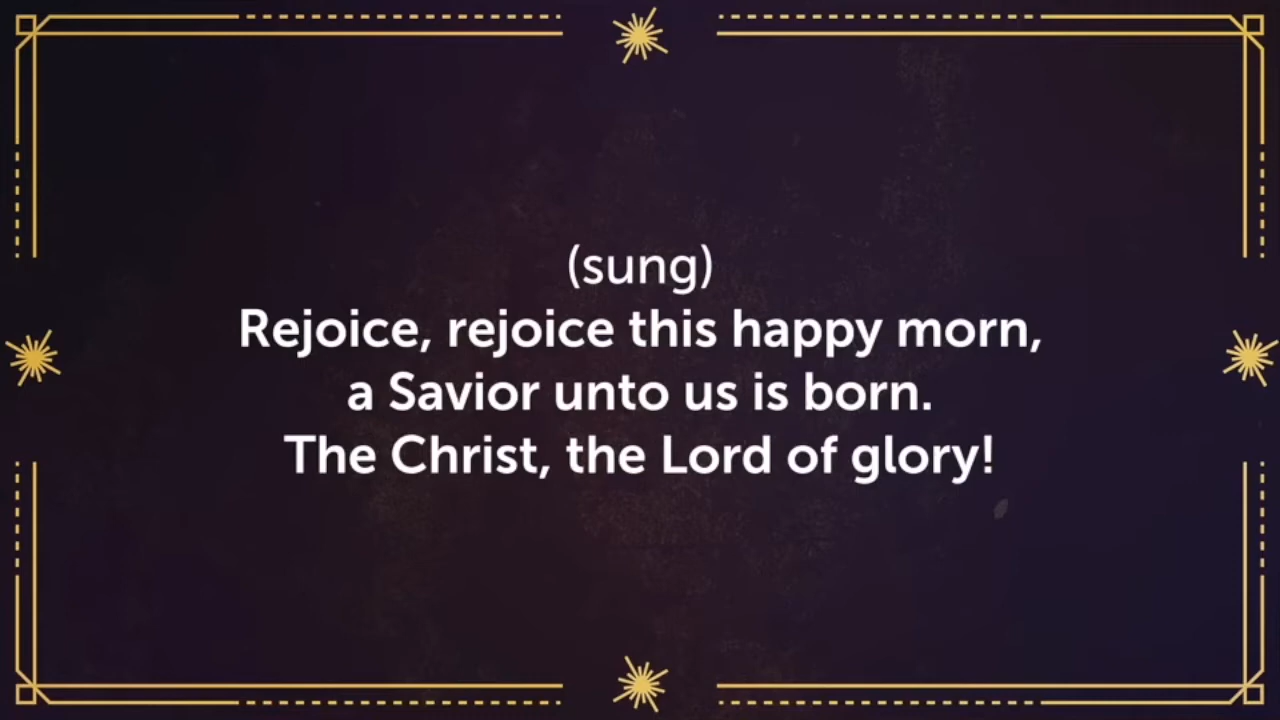 (sung)
Rejoice, rejoice this happy morn,
a Savior unto us is born.
The Christ, the Lord of glory!